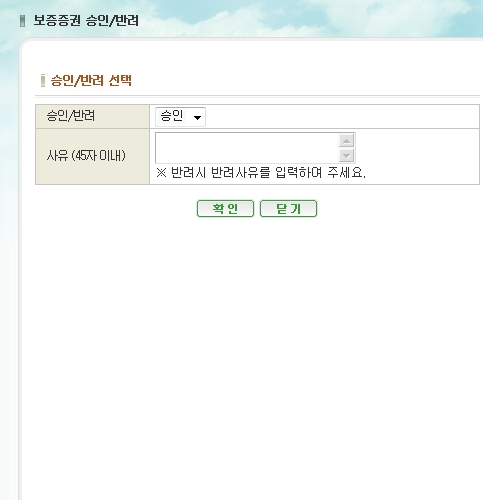 보증증권 승인/반려
승인/반려 선택
승인/반려 승인
사유 (45자 이내)
※ 반려시 반려사유를 입력하여 주세요.
확 인 닫 기